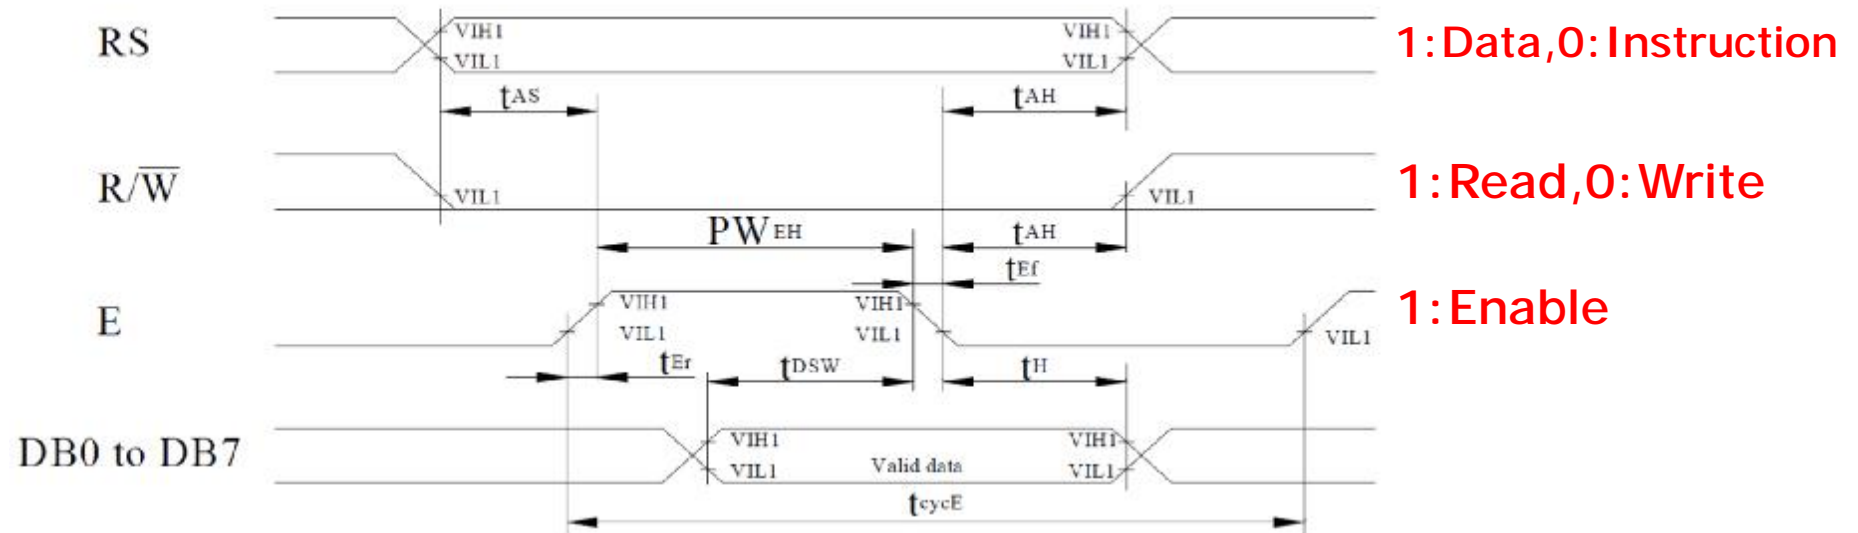 RS
VIH1
VIL1
VIH1
VIL1
1:Data,0:Instruction
tAS
tAH
R/W̅
VIL1
VIL1
1:Read,0:Write
PWEH
tAH
tEf
E
VIH1
VIL1
VIH1
VIL1
VIL1
1:Enable
tEr
tDSW
tH
DB0 to DB7
VIH1
VIL1
Valid data
VIH1
VIL1
tcycE